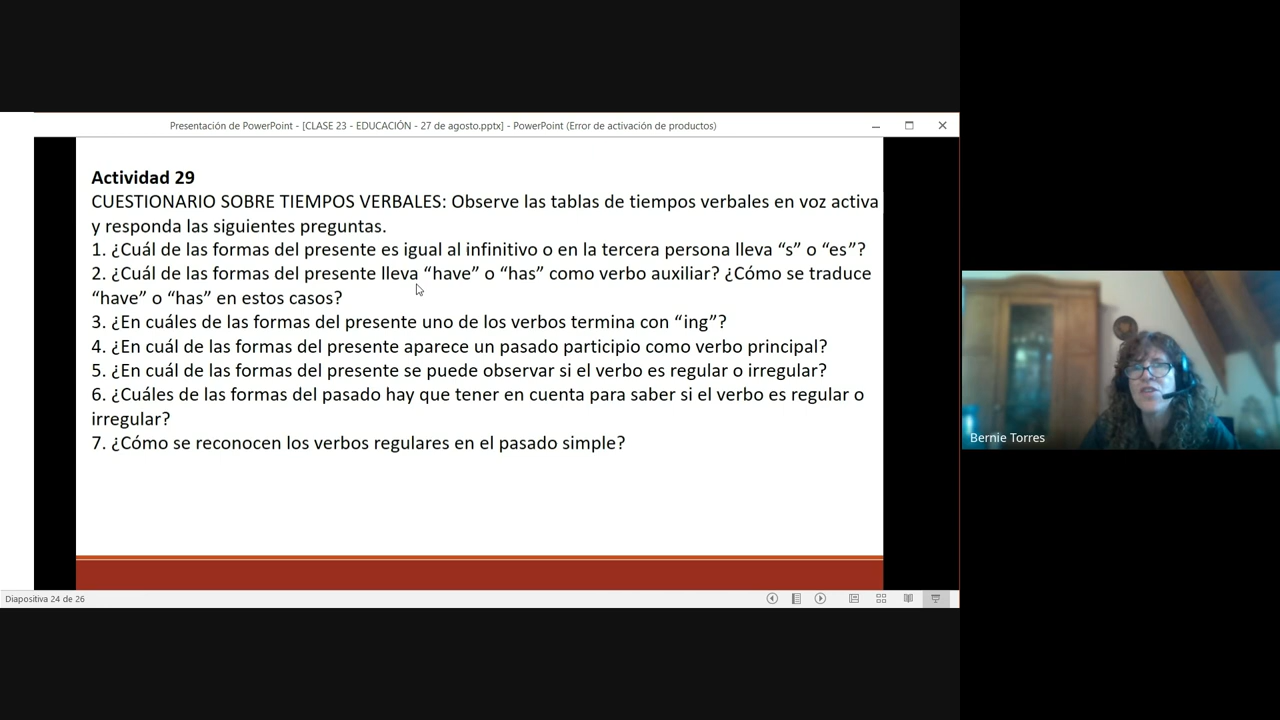 Presentación de PowerPoint - [CLASE 23 - EDUCACIÓN - 27 de agosto.pptx] - PowerPoint (Error de activación de productos)
Actividad 29
CUESTIONARIO SOBRE TIEMPOS VERBALES: Observe las tablas de tiempos verbales en voz activa
y responda las siguientes preguntas.
1. ¿Cuál de las formas del presente es igual al infinitivo o en la tercera persona lleva “s” o “es”?
2. ¿Cuál de las formas del presente lleva “have” o “has” como verbo auxiliar? ¿Cómo se traduce
“have” o “has” en estos casos?
3. ¿En cuáles de las formas del presente uno de los verbos termina con “ing”?
4. ¿En cuál de las formas del presente aparece un pasado participio como verbo principal?
5. ¿En cuál de las formas del presente se puede observar si el verbo es regular o irregular?
6. ¿Cuáles de las formas del pasado hay que tener en cuenta para saber si el verbo es regular o
irregular?
7. ¿Cómo se reconocen los verbos regulares en el pasado simple?
Bernie Torres
Diapositiva 24 de 26